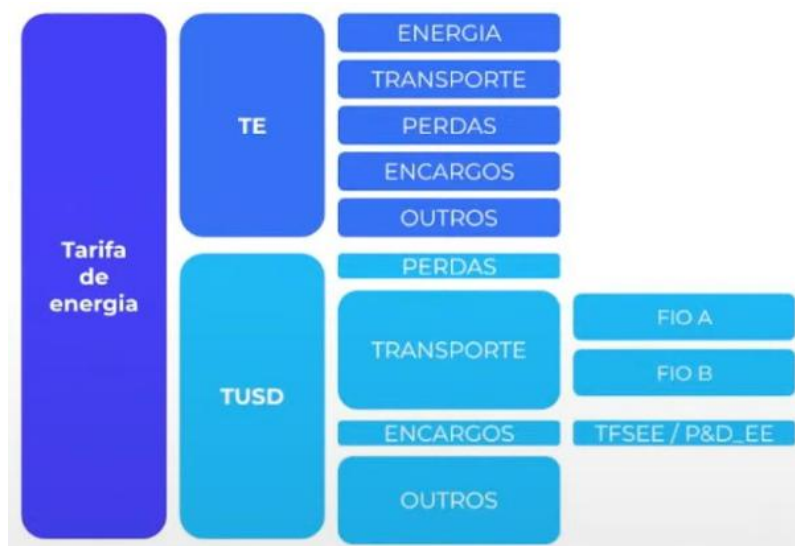 Tarifa
de
energia
TE
ENERGIA
TRANSPORTE
PERDAS
ENCARGOS
OUTROS
TUSD
PERDAS
TRANSPORTE
FIO A
FIO B
ENCARGOS
TFSEE / P&D_EE
OUTROS